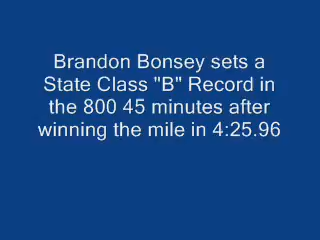 Brandon Bonsey sets a
State Class "B" Record in
the 800 45 minutes after
winning the mile in 4:25.96